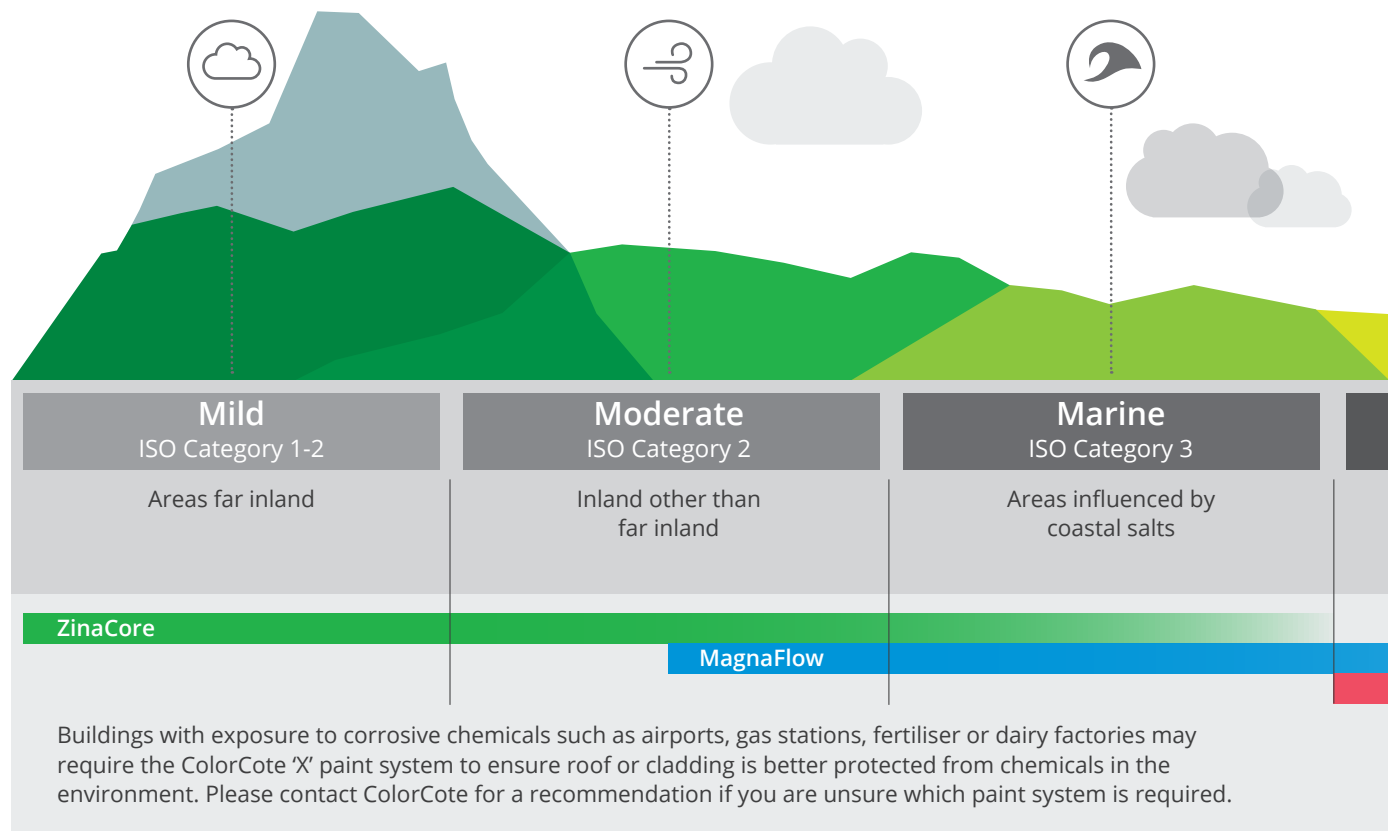 Mild
ISO Category 1-2
Moderate
ISO Category 2
Marine
ISO Category 3
Areas far inland
Inland other than
far inland
Areas influenced by
coastal salts
ZinaCore
MagnaFlow
Buildings with exposure to corrosive chemicals such as airports, gas stations, fertiliser or dairy factories may
require the ColorCote ‘X’ paint system to ensure roof or cladding is better protected from chemicals in the
environment. Please contact ColorCote for a recommendation if you are unsure which paint system is required.